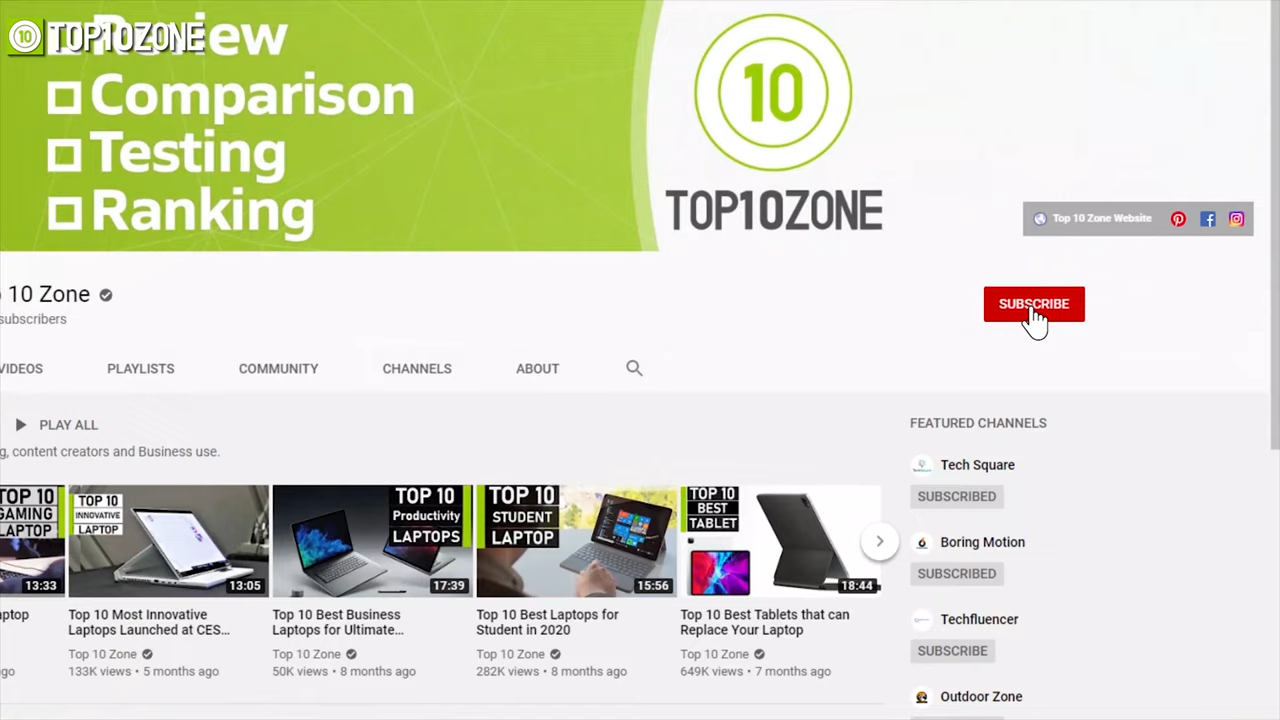 TOP10ZONE
Review
Comparison
Testing
Ranking
10
TOP10ZONE
Top 10 Zone Website
10 Zone
subscribers
SUBSCRIBE
VIDEOS
PLAYLISTS
COMMUNITY
CHANNELS
ABOUT
PLAY ALL
FEATURED CHANNELS
, content creators and Business use.
Tech Square
SUBSCRIBED
Boring Motion
SUBSCRIBED
Techfluencer
SUBSCRIBE
Outdoor Zone
TOP 10
GAMING
LAPTOP
13:33
TOP 10
INNOVATIVE
LAPTOP
13:05
TOP 10
Productivity
LAPTOPS
17:39
TOP 10
STUDENT
LAPTOP
15:56
TOP 10
BEST
TABLET
18:44
Top 10 Most Innovative
Laptops Launched at CES...
Top 10 Zone
133K views • 5 months ago
Top 10 Best Business
Laptops for Ultimate...
Top 10 Zone
50K views • 8 months ago
Top 10 Best Laptops for
Student in 2020
Top 10 Zone
282K views • 8 months ago
Top 10 Best Tablets that can
Replace Your Laptop
Top 10 Zone
649K views • 7 months ago